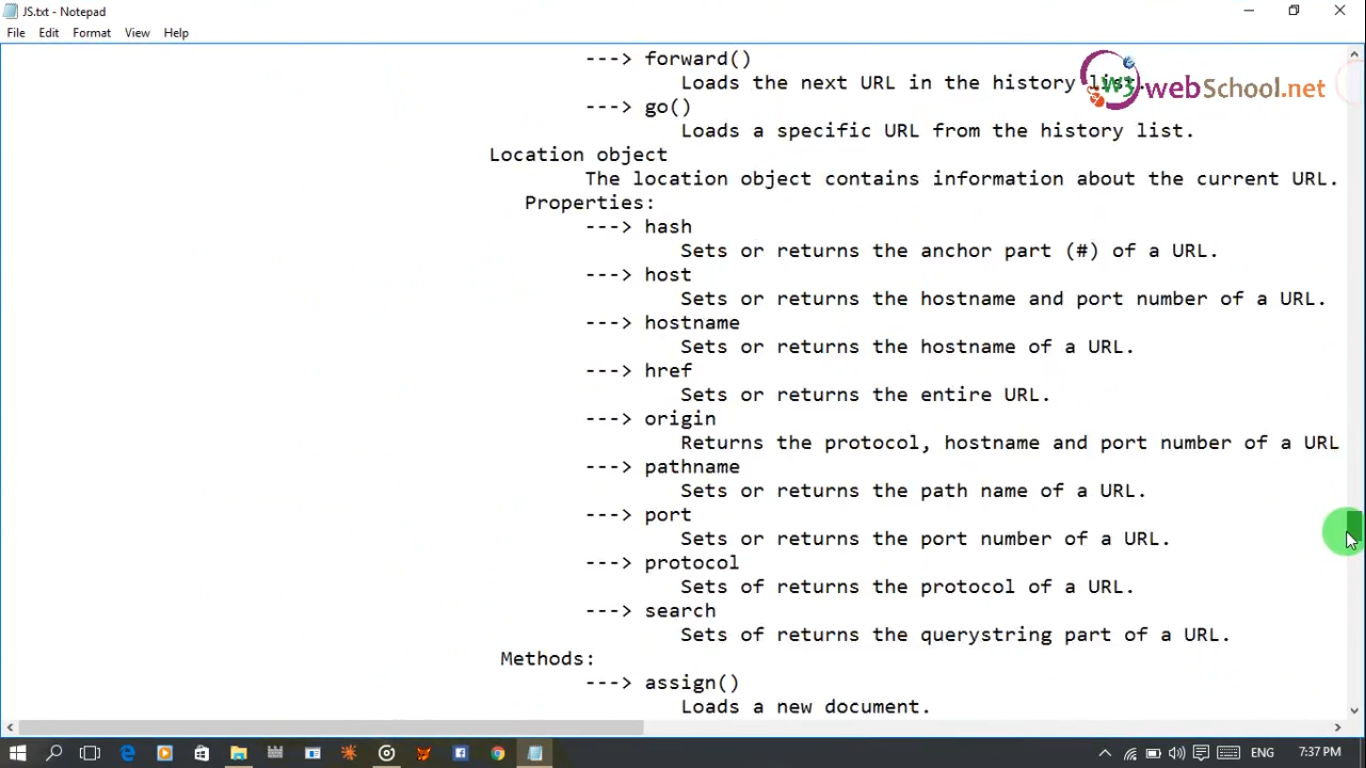 JS.txt - Notepad
File Edit Format View Help
---> forward()
Loads the next URL in the history list.
W3webSchool.net
---> go()
Loads a specific URL from the history list.
Location object
The location object contains information about the current URL.
Properties:
---> hash
Sets or returns the anchor part (#) of a URL.
---> host
Sets or returns the hostname and port number of a URL.
---> hostname
Sets or returns the hostname of a URL.
---> href
Sets or returns the entire URL.
---> origin
Returns the protocol, hostname and port number of a URL
---> pathname
Sets or returns the path name of a URL.
---> port
Sets or returns the port number of a URL.
---> protocol
Sets of returns the protocol of a URL.
---> search
Sets of returns the querystring part of a URL.
Methods:
---> assign()
Loads a new document.
ENG 7:37 PM